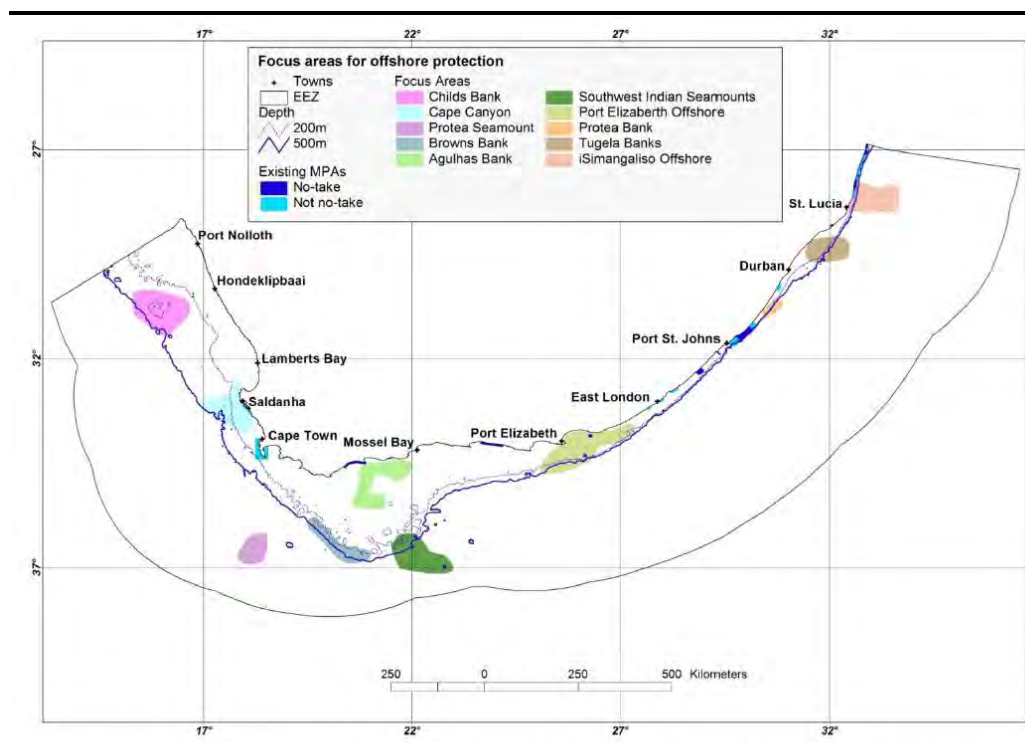 17° 22° 27° 32°
Focus areas for offshore protection
Towns
EEZ
Depth
200m
500m
Existing MPAs
No-take
Not no-take
Focus Areas
Childs Bank
Cape Canyon
Protea Seamount
Browns Bank
Agulhas Bank
Southwest Indian Seamounts
Port Elizaberth Offshore
Protea Bank
Tugela Banks
iSimangaliso Offshore
27° 27°
St. Lucia
Port Nolloth
Durban
Hondeklipbaai
Port St. Johns
32° 32°
Lamberts Bay
East London
Saldanha
Cape Town
Mossel Bay
Port Elizabeth
37° 37°
250 0 250 500 Kilometers
17° 22° 27° 32°